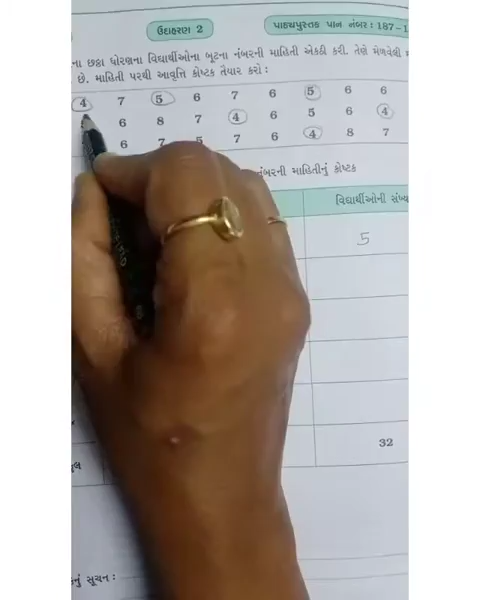 ઉદાહરણ 2
પાઠ્યપુસ્તક પાન નંબર : 187-1
ના છઠ્ઠા ધોરણના વિદ્યાર્થીઓના બૂટના નંબરની માહિતી એકઠી કરી. તેણે મેળવેલી
છે. માહિતી પરથી આવૃત્તિ કોષ્ટક તૈયાર કરો :
4 7 5 6 7 6 5 6 6
6 8 7 4 6 5 6 4
6 7 5 7 6 4 8 7
નંબરની માહિતીનું કોષ્ટક
વિદ્યાર્થીઓની
5
32
સૂચન :